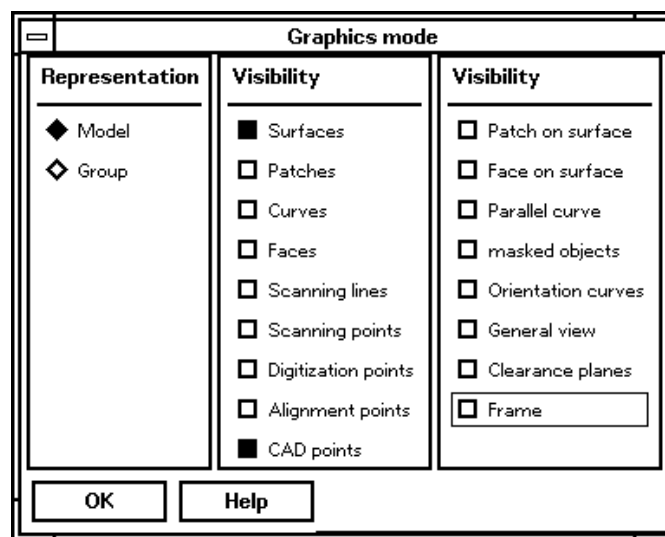 Graphics mode
Representation
Model
Group
Visibility
Surfaces
Patches
Curves
Faces
Scanning lines
Scanning points
Digitization points
Alignment points
CAD points
Visibility
Patch on surface
Face on surface
Parallel curve
masked objects
Orientation curves
General view
Clearance planes
Frame
OK
Help